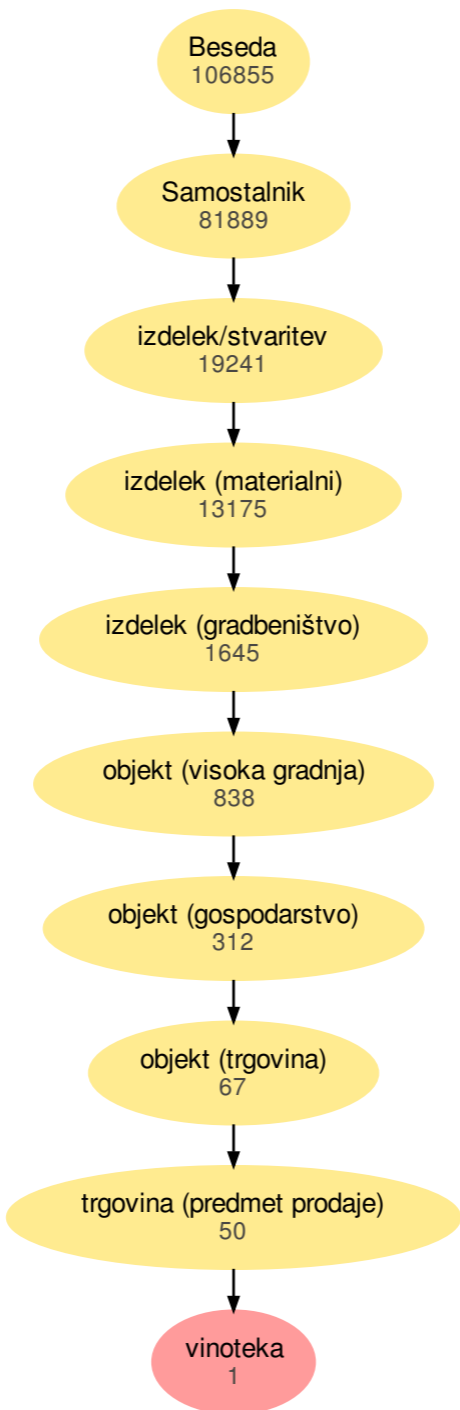 Beseda
106855
Samostalnik
81889
izdelek/stvaritev
19241
izdelek (materialni)
13175
izdelek (gradbeništvo)
1645
objekt (visoka gradnja)
838
objekt (gospodarstvo)
312
objekt (trgovina)
67
trgovina (predmet prodaje)
50
vinoteka
1